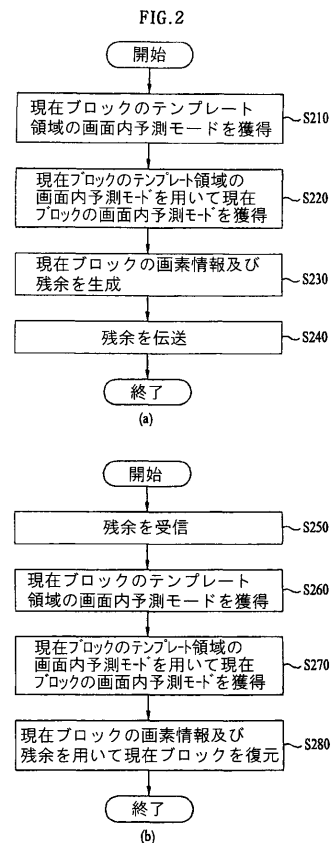 FIG.2
開始
現在ブロックのテンプレート
領域の画面内予測モードを獲得
S210
現在ブロックのテンプレート領域の
画面内予測モードを用いて現在
ブロックの画面内予測モードを獲得
S220
現在ブロックの画素情報及び
残余を生成
S230
残余を伝送
S240
終了
(a)
開始
残余を受信
S250
現在ブロックのテンプレート
領域の画面内予測モードを獲得
S260
現在ブロックのテンプレート領域の
画面内予測モードを用いて現在
ブロックの画面内予測モードを獲得
S270
現在ブロックの画素情報及び
残余を用いて現在ブロックを復元
S280
終了
(b)